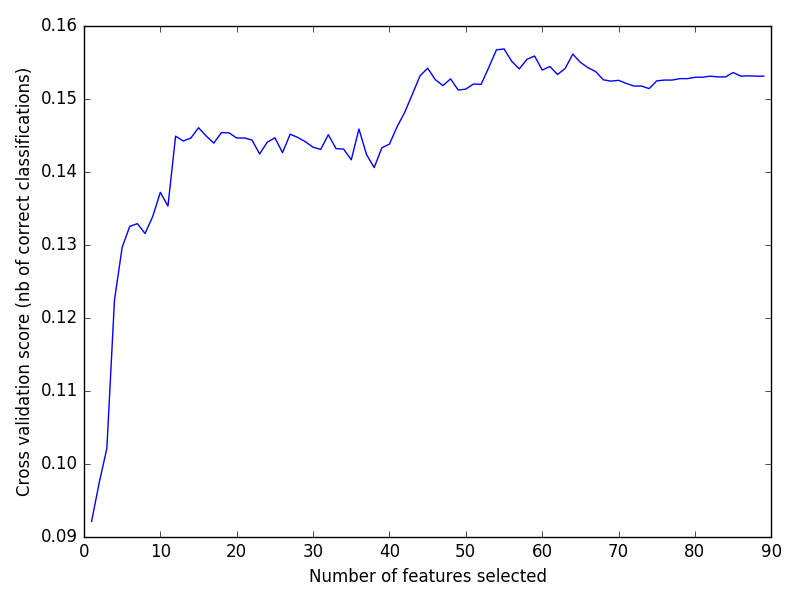 0.16
0.15
0.14
0.13
0.12
0.11
0.10
0.09
0 10 20 30 40 50 60 70 80 90
Number of features selected
Cross validation score (nb of correct classifications)